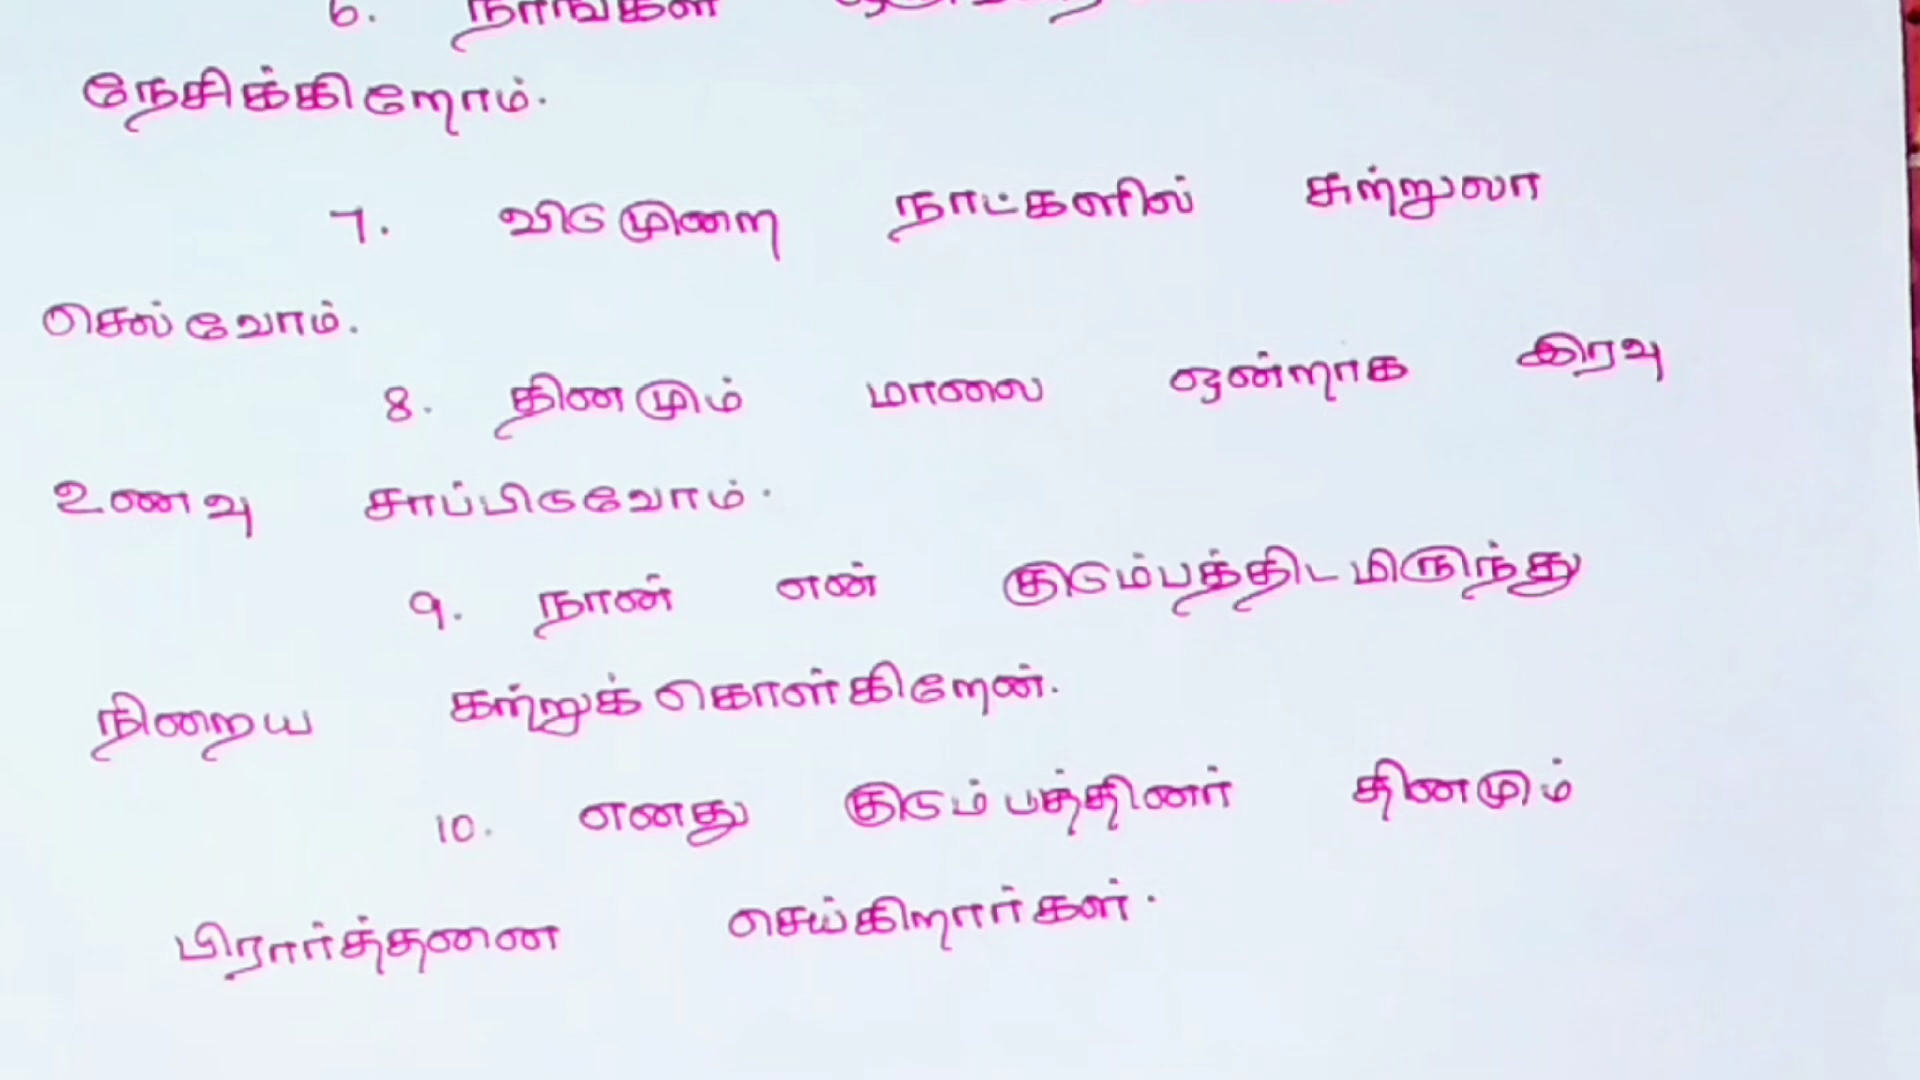 6. நாங்கள்
நேசிக்கிறோம்.
7. விடுமுறை நாட்களில் சுற்றுலா
செல்வோம்.
8. தினமும் மாலை ஒன்றாக இரவு
உணவு சாப்பிடுவோம்.
9. நான் என் குடும்பத்திடமிருந்து
நிறைய கற்றுக் கொள்கிறேன்.
10. எனது குடும்பத்தினர் தினமும்
பிரார்த்தனை செய்கிறார்கள்.